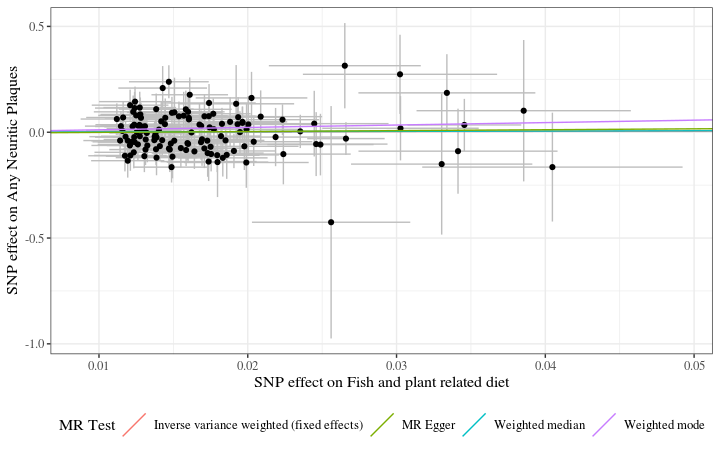 SNP effect on Any Neuritic Plaques
0.5
0.0
-0.5
-1.0
0.01 0.02 0.03 0.04 0.05
SNP effect on Fish and plant related diet
MR Test Inverse variance weighted (fixed effects) MR Egger Weighted median Weighted mode